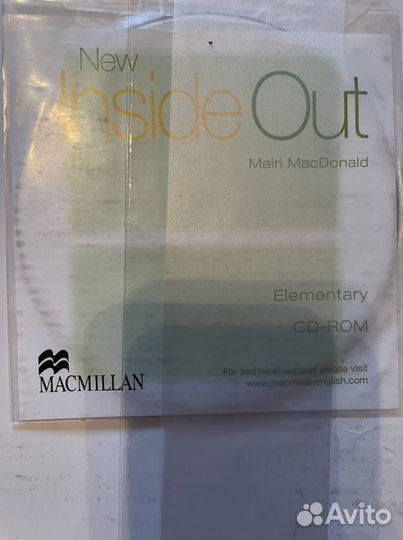 New
Inside Out
Mairi MacDonald
Elementary
CD-ROM
MACMILLAN
For technical support please visit
www.macmillanenglish.com
Avito